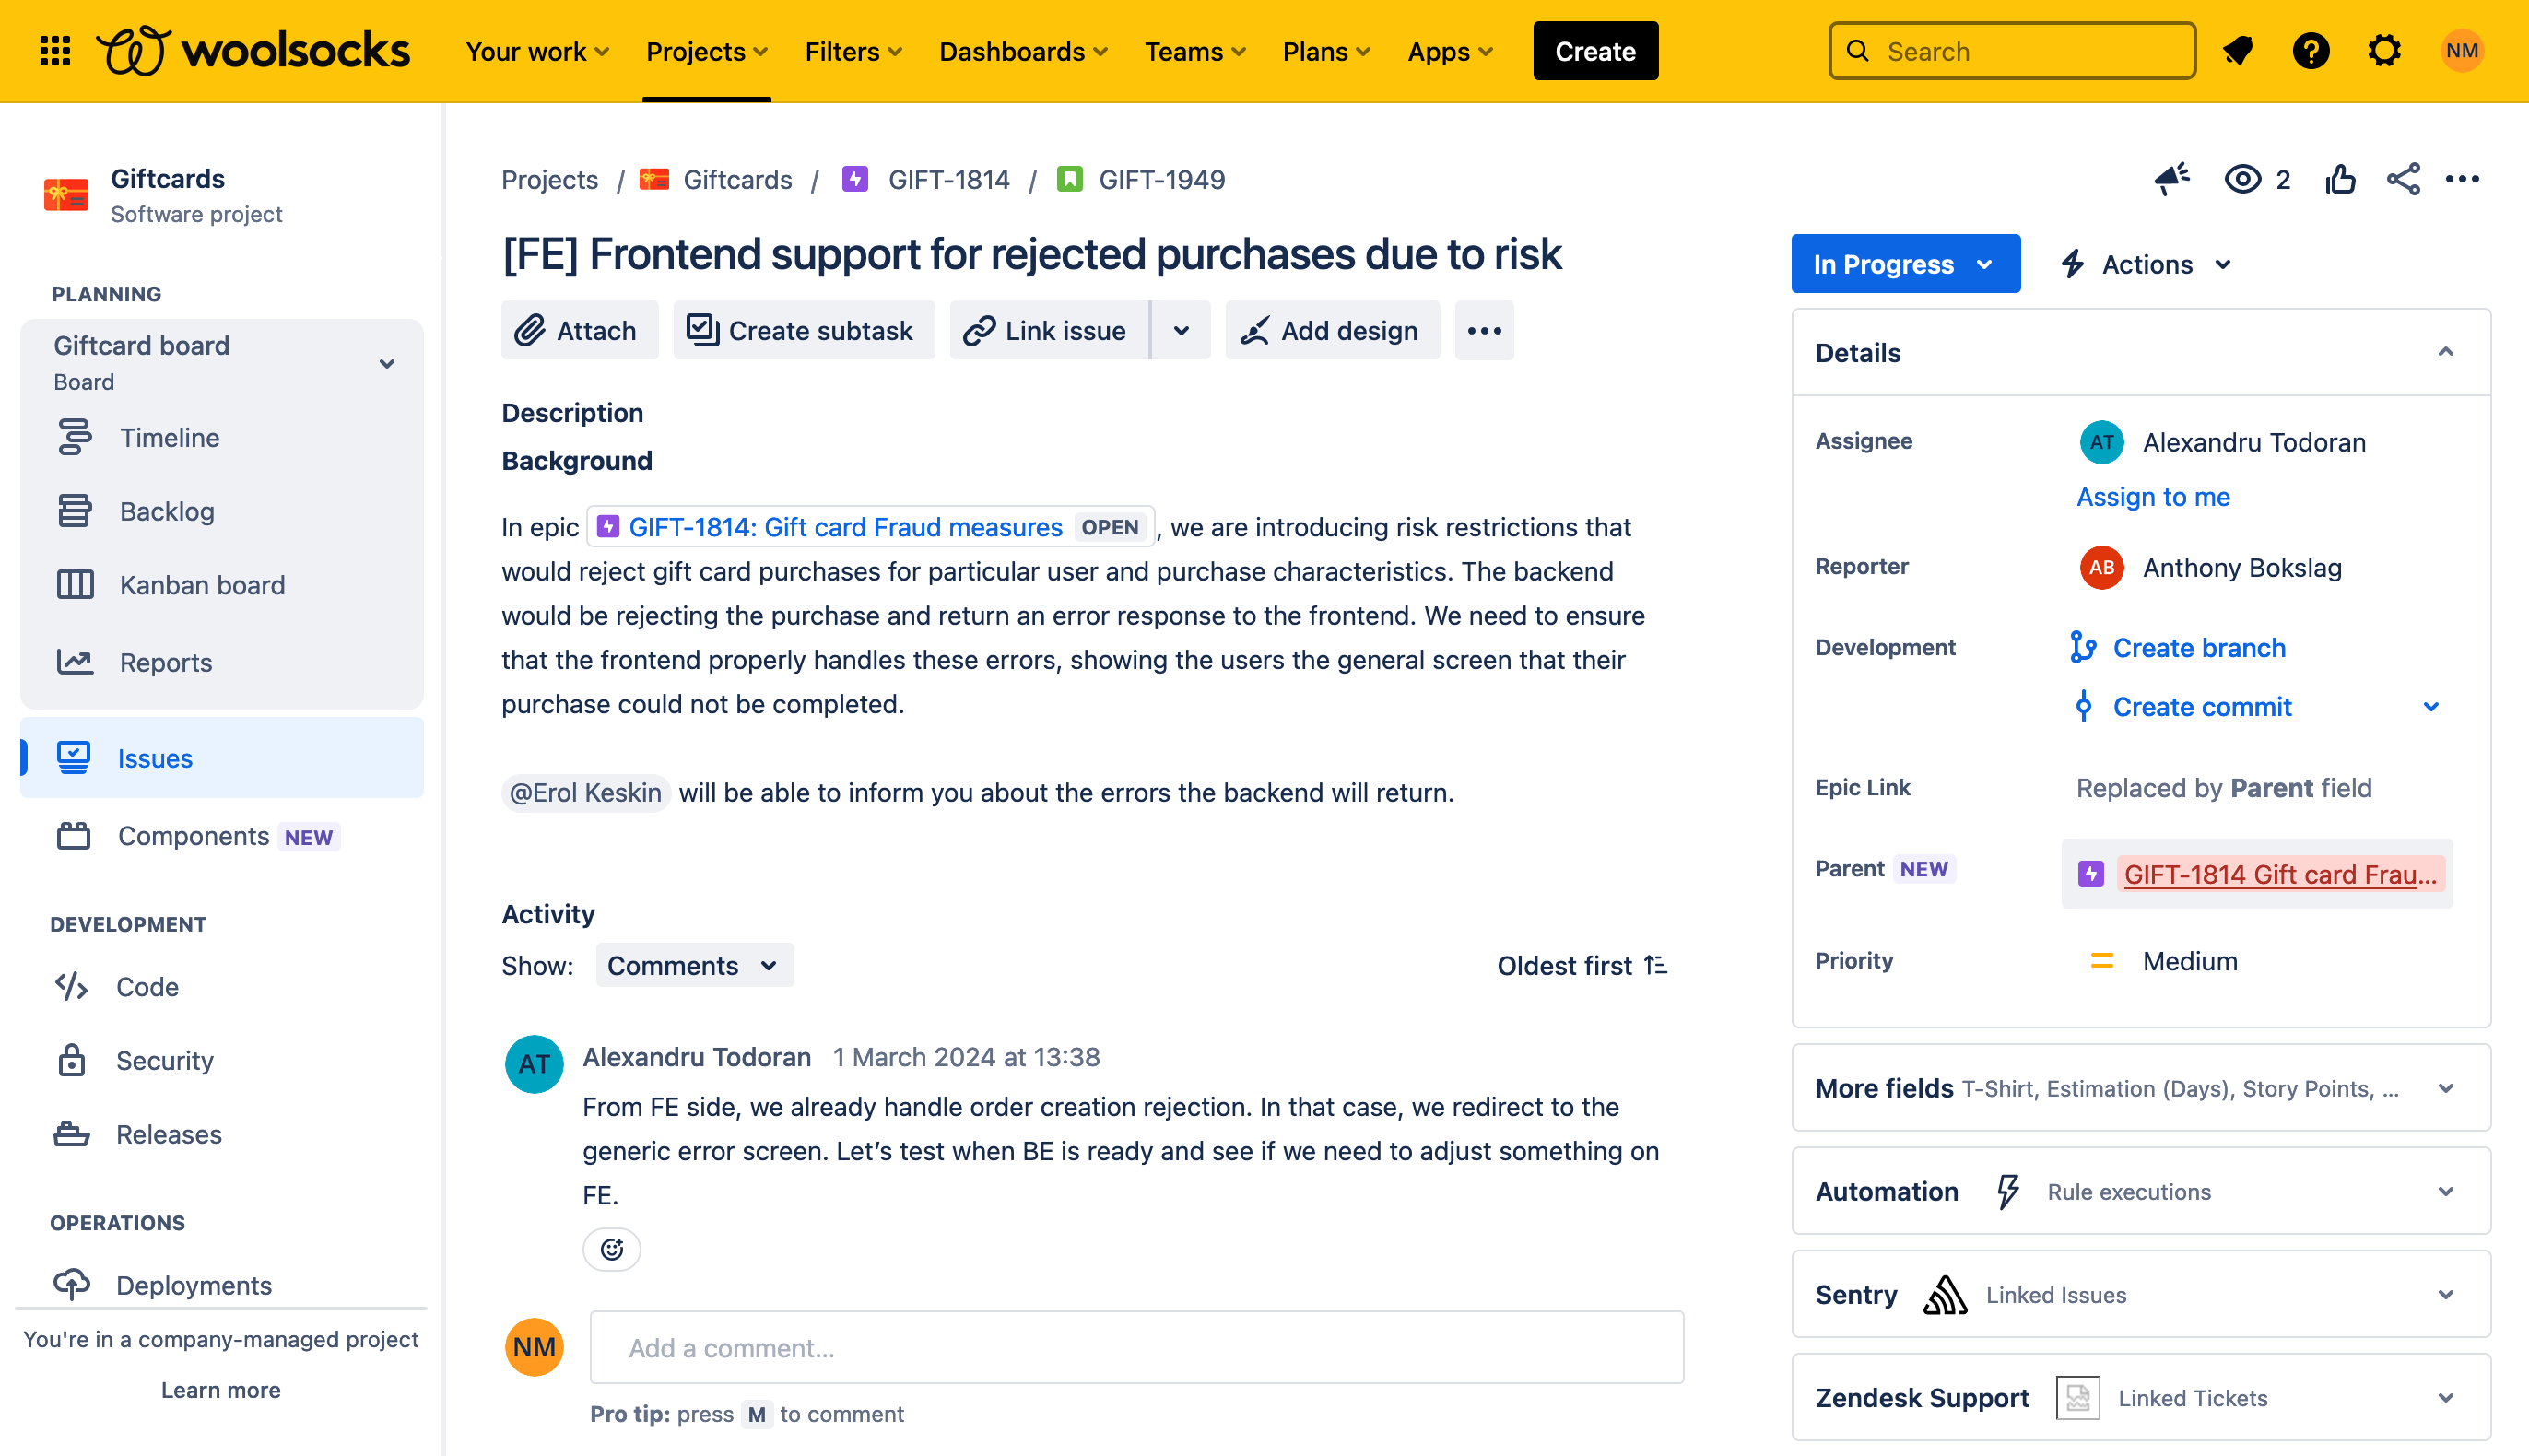 woolsocks
Your work
Projects
Filters
Dashboards
Teams
Plans
Apps
Create
Search
NM
Giftcards
Software project
PLANNING
Giftcard board
Board
Timeline
Backlog
Kanban board
Reports
Issues
Components NEW
DEVELOPMENT
Code
Security
Releases
OPERATIONS
Deployments
You're in a company-managed project
Learn more
Projects / Giftcards / GIFT-1814 / GIFT-1949
2
[FE] Frontend support for rejected purchases due to risk
Attach
Create subtask
Link issue
Add design
Description
Background
In epic GIFT-1814: Gift card Fraud measures OPEN , we are introducing risk restrictions that
would reject gift card purchases for particular user and purchase characteristics. The backend
would be rejecting the purchase and return an error response to the frontend. We need to ensure
that the frontend properly handles these errors, showing the users the general screen that their
purchase could not be completed.
@Erol Keskin will be able to inform you about the errors the backend will return.
Activity
Show: Comments
Oldest first
AT
Alexandru Todoran 1 March 2024 at 13:38
From FE side, we already handle order creation rejection. In that case, we redirect to the
generic error screen. Let’s test when BE is ready and see if we need to adjust something on
FE.
NM
Add a comment...
Pro tip: press M to comment
In Progress
Actions
Details
Assignee
AT Alexandru Todoran
Assign to me
Reporter
AB Anthony Bokslag
Development
Create branch
Create commit
Epic Link
Replaced by Parent field
Parent NEW
GIFT-1814 Gift card Frau...
Priority
Medium
More fields T-Shirt, Estimation (Days), Story Points, ...
Automation Rule executions
Sentry Linked Issues
Zendesk Support Linked Tickets